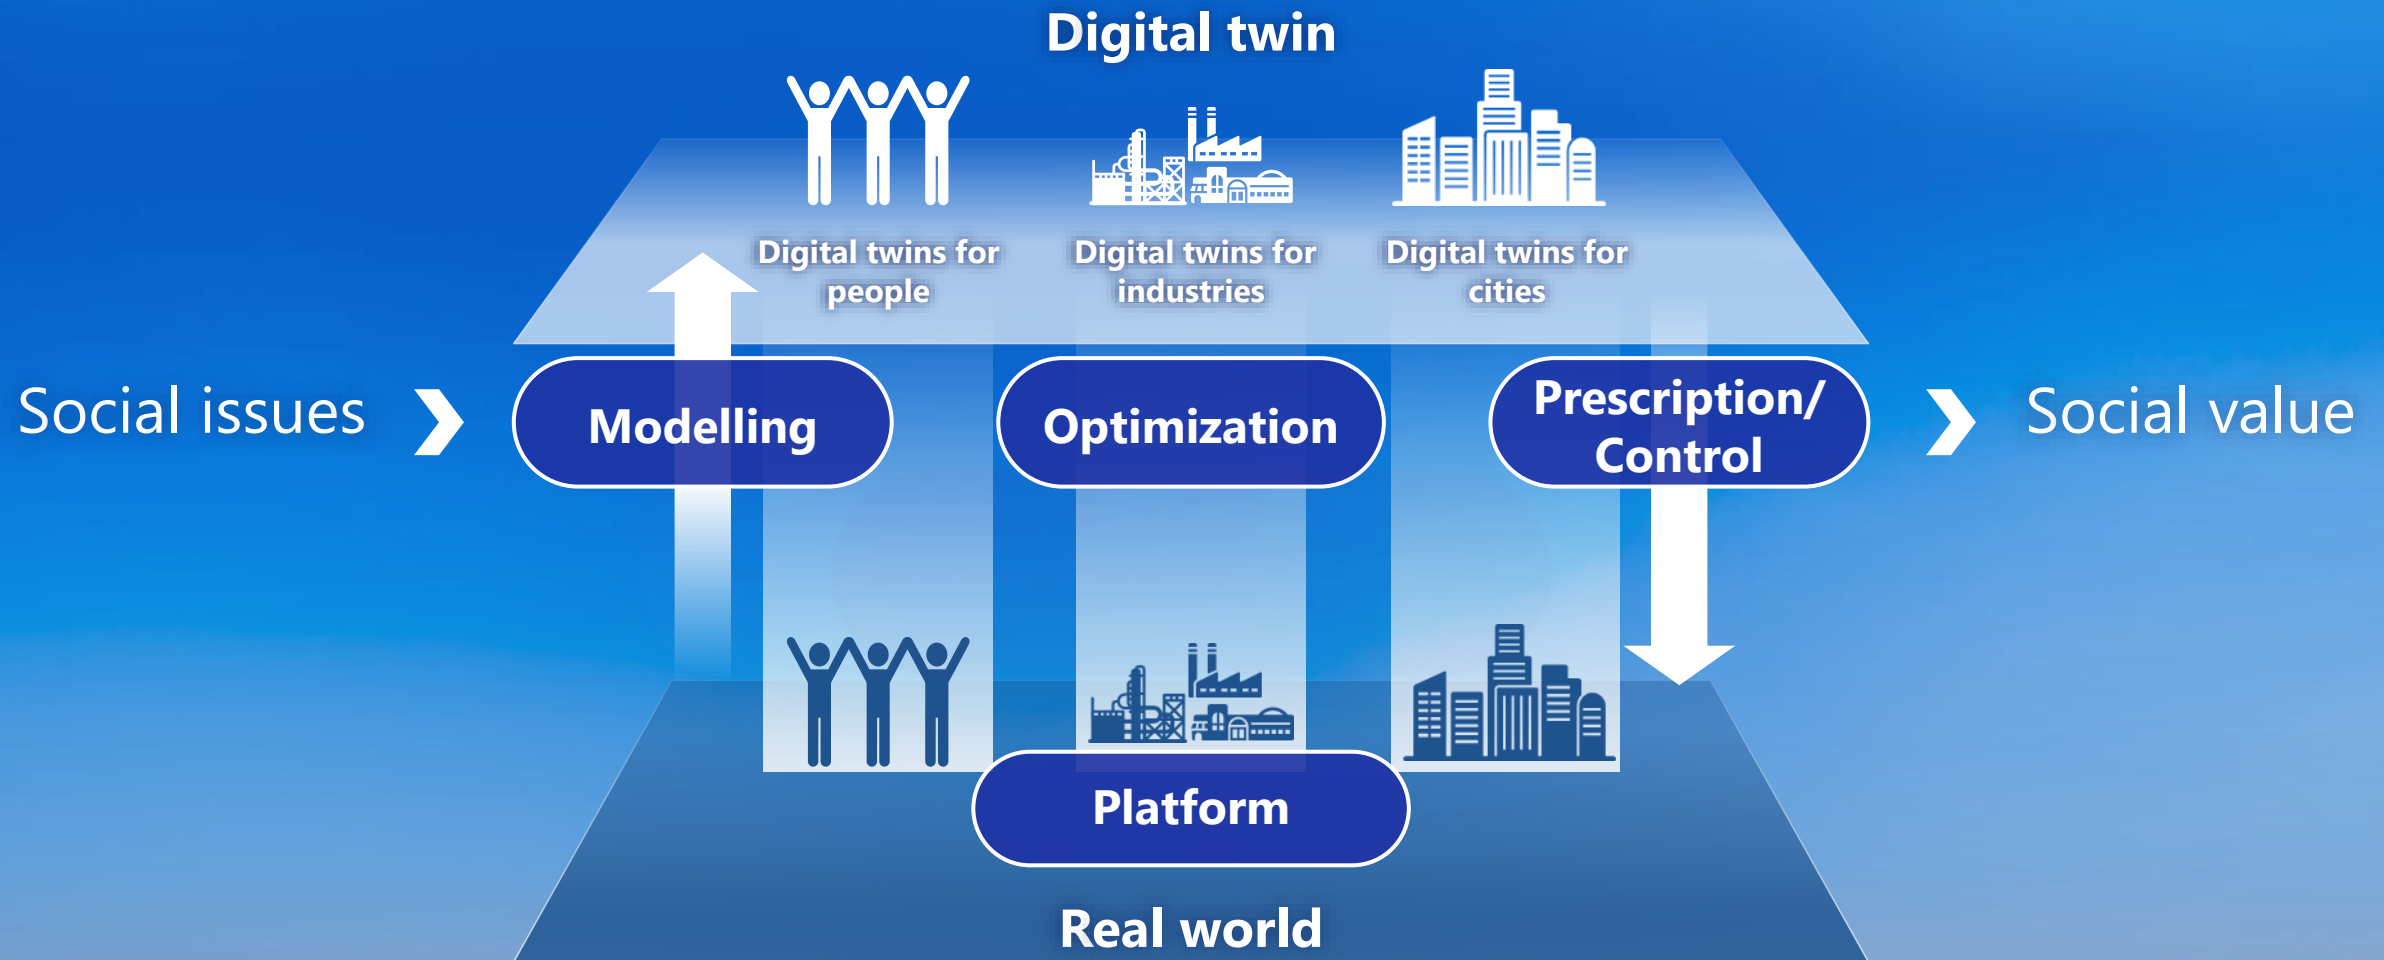 Digital twin
Digital twins for
people
Digital twins for
industries
Digital twins for
cities
Social issues
Modelling
Optimization
Prescription/
Control
Social value
Platform
Real world